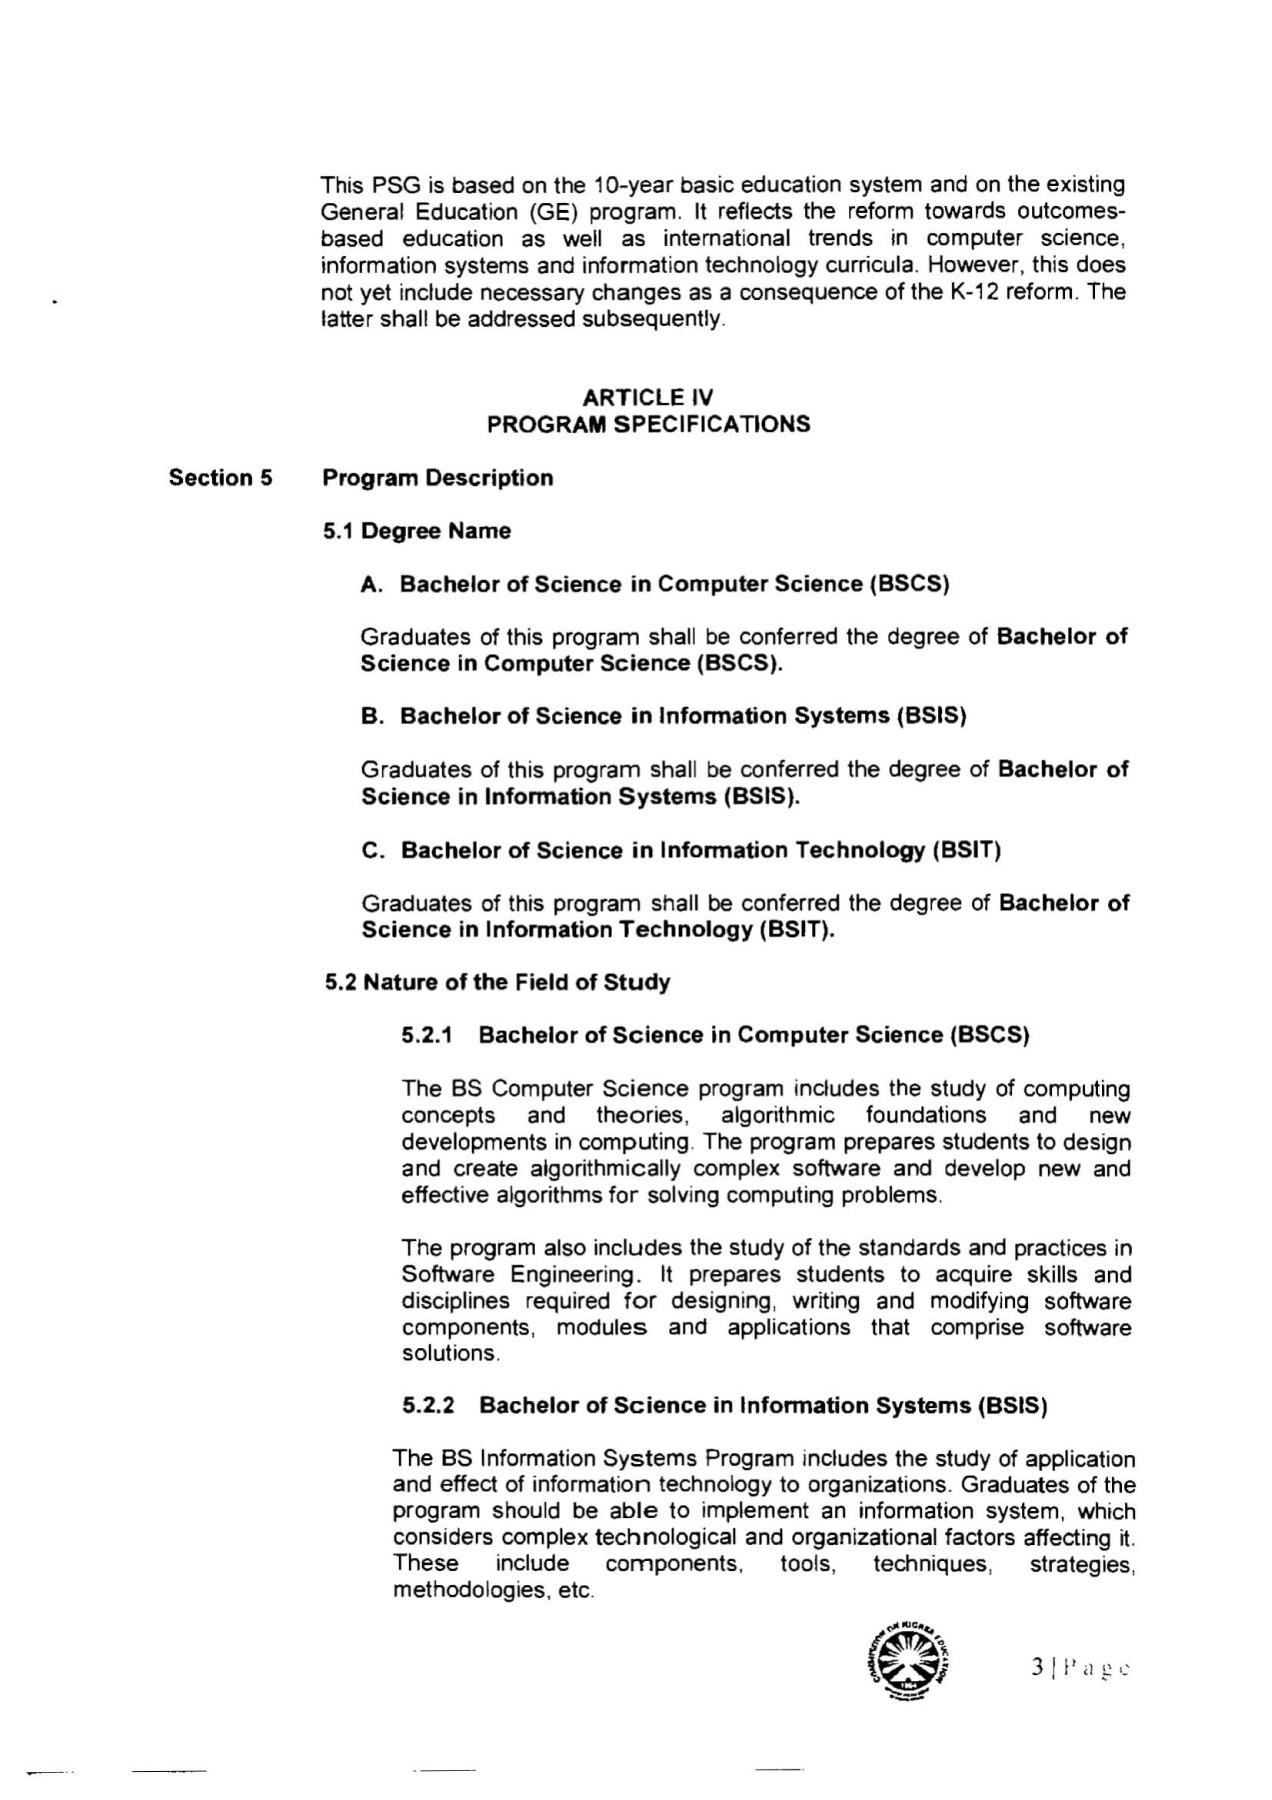 This PSG is based on the 10-year basic education system and on the existing
General Education (GE) program. It reflects the reform towards outcomes-
based education as well as international trends in computer science,
information systems and information technology curricula. However, this does
not yet include necessary changes as a consequence of the K-12 reform. The
latter shall be addressed subsequently.
ARTICLE IV
PROGRAM SPECIFICATIONS
Section 5 Program Description
5.1 Degree Name
A. Bachelor of Science in Computer Science (BSCS)
Graduates of this program shall be conferred the degree of Bachelor of
Science in Computer Science (BSCS).
B. Bachelor of Science in Information Systems (BSIS)
Graduates of this program shall be conferred the degree of Bachelor of
Science in Information Systems (BSIS).
C. Bachelor of Science in Information Technology (BSIT)
Graduates of this program shall be conferred the degree of Bachelor of
Science in Information Technology (BSIT).
5.2 Nature of the Field of Study
5.2.1 Bachelor of Science in Computer Science (BSCS)
The BS Computer Science program includes the study of computing
concepts and theories, algorithmic foundations and new
developments in computing. The program prepares students to design
and create algorithmically complex software and develop new and
effective algorithms for solving computing problems.
The program also includes the study of the standards and practices in
Software Engineering. It prepares students to acquire skills and
disciplines required for designing, writing and modifying software
components, modules and applications that comprise software
solutions.
5.2.2 Bachelor of Science in Information Systems (BSIS)
The BS Information Systems Program includes the study of application
and effect of information technology to organizations. Graduates of the
program should be able to implement an information system, which
considers complex technological and organizational factors affecting it.
These include components, tools, techniques, strategies,
methodologies, etc.
COMMISSION ON HIGHER EDUCATION
1994
3 | Page